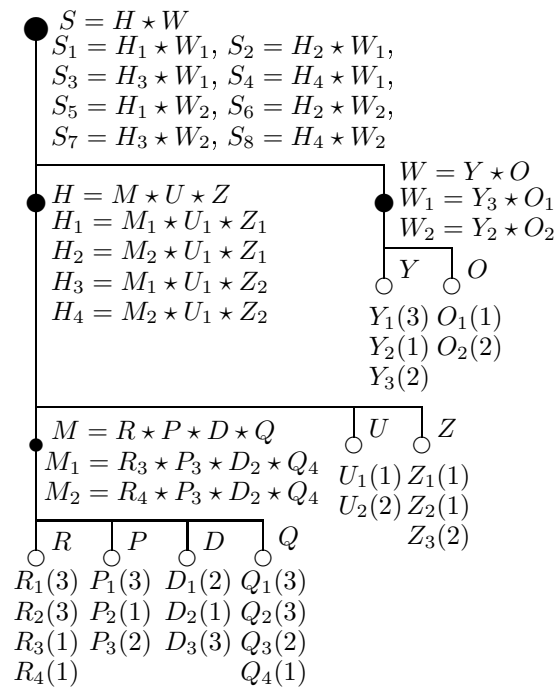 S = H ⋆ W
S₁ = H₁ ⋆ W₁, S₂ = H₂ ⋆ W₁,
S₃ = H₃ ⋆ W₁, S₄ = H₄ ⋆ W₁,
S₅ = H₁ ⋆ W₂, S₆ = H₂ ⋆ W₂,
S₇ = H₃ ⋆ W₂, S₈ = H₄ ⋆ W₂
H = M ⋆ U ⋆ Z
H₁ = M₁ ⋆ U₁ ⋆ Z₁
H₂ = M₂ ⋆ U₁ ⋆ Z₁
H₃ = M₁ ⋆ U₁ ⋆ Z₂
H₄ = M₂ ⋆ U₁ ⋆ Z₂
W = Y ⋆ O
W₁ = Y₃ ⋆ O₁
W₂ = Y₂ ⋆ O₂
Y O
Y₁(3) O₁(1)
Y₂(1) O₂(2)
Y₃(2)
M = R ⋆ P ⋆ D ⋆ Q
M₁ = R₃ ⋆ P₃ ⋆ D₂ ⋆ Q₄
M₂ = R₄ ⋆ P₃ ⋆ D₂ ⋆ Q₄
U Z
U₁(1) Z₁(1)
U₂(2) Z₂(1)
Z₃(2)
R P D Q
R₁(3) P₁(3) D₁(2) Q₁(3)
R₂(3) P₂(1) D₂(1) Q₂(3)
R₃(1) P₃(2) D₃(3) Q₃(2)
R₄(1) Q₄(1)